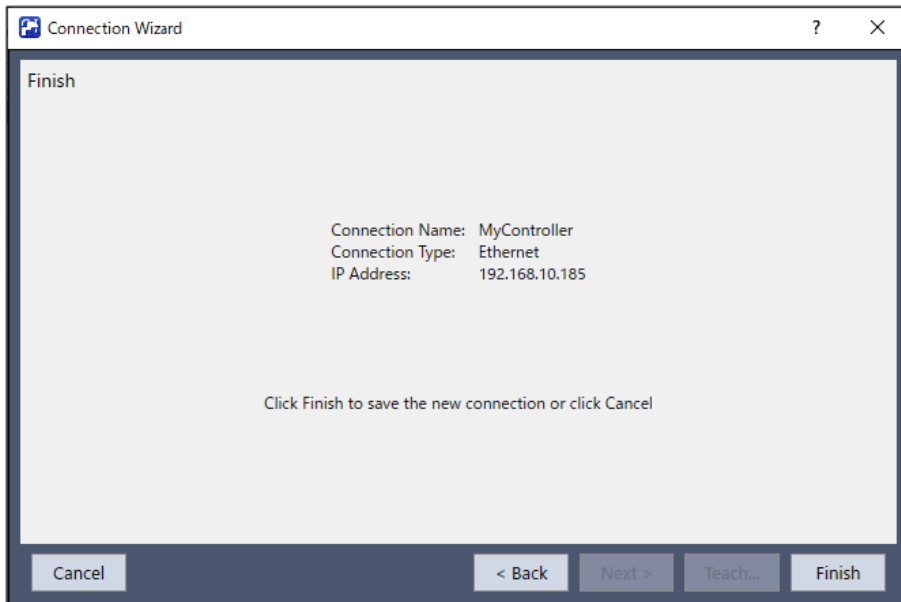 Connection Wizard ?
Finish
Connection Name: MyController
Connection Type: Ethernet
IP Address: 192.168.10.185
Click Finish to save the new connection or click Cancel
Cancel < Back Next > Teach... Finish